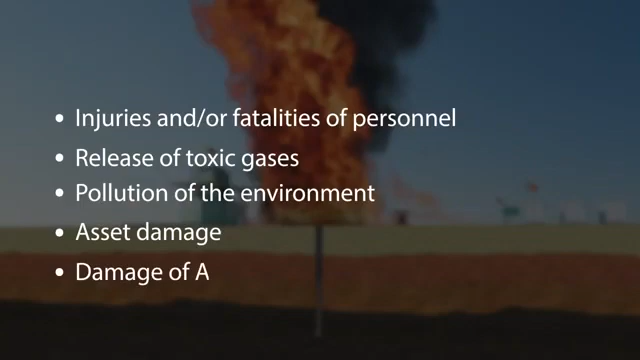 • Injuries and/or fatalities of personnel
• Release of toxic gases
• Pollution of the environment
• Asset damage
• Damage of A